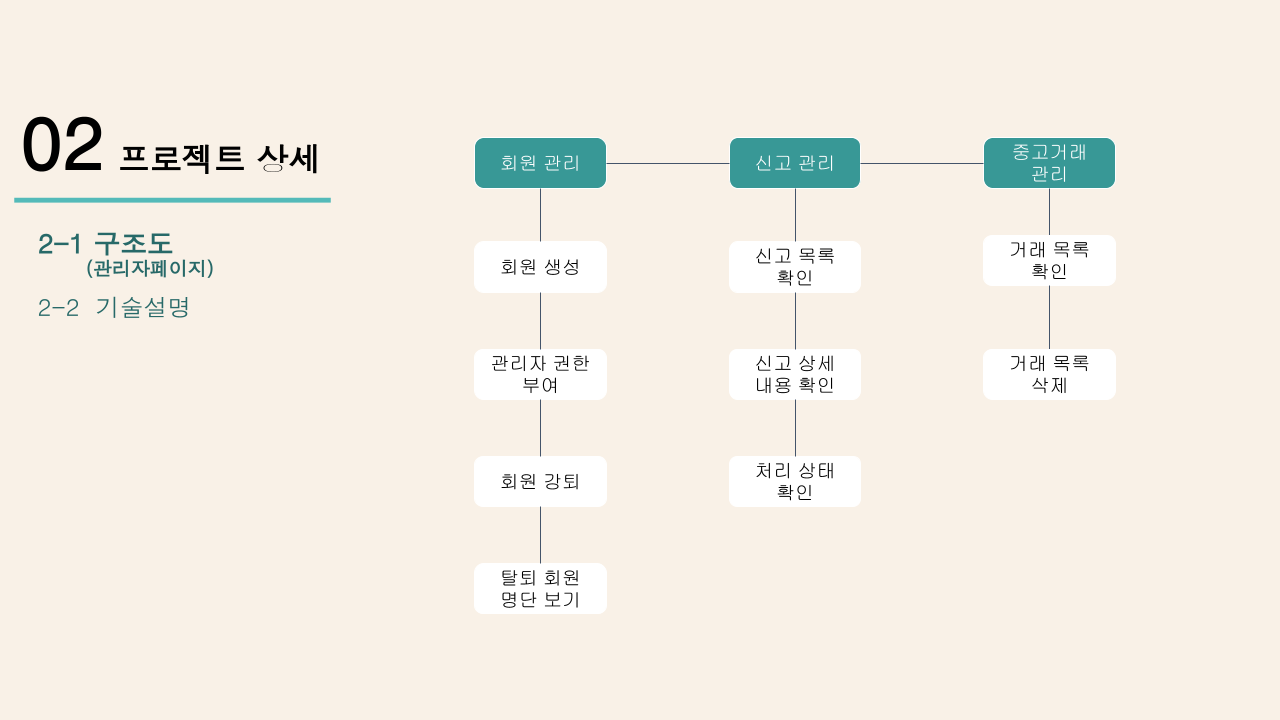 02 프로젝트 상세
2-1 구조도
(관리자페이지)
2-2 기술설명
회원 관리
회원 생성
관리자 권한
부여
회원 강퇴
탈퇴 회원
명단 보기
신고 관리
신고 목록
확인
신고 상세
내용 확인
처리 상태
확인
중고거래
관리
거래 목록
확인
거래 목록
삭제